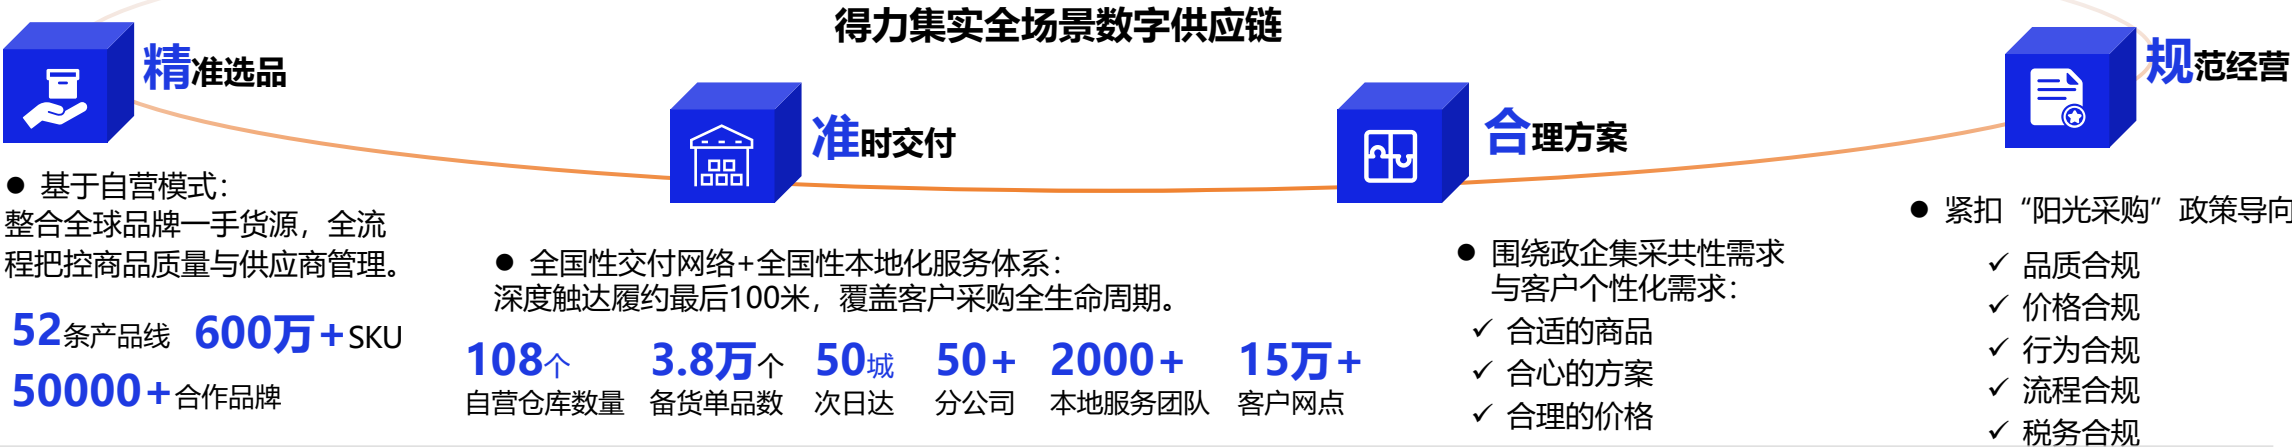 得力集实全场景数字供应链
精准选品
● 基于自营模式：
整合全球品牌一手货源，全流
程把控商品质量与供应商管理。
52条产品线 600万+SKU
50000+合作品牌
准时交付
● 全国性交付网络+全国性本地化服务体系：
深度触达履约最后100米，覆盖客户采购全生命周期。
108个
自营仓库数量
3.8万个
备货单品数
50城
次日达
50+
分公司
2000+
本地服务团队
15万+
客户网点
合理方案
● 围绕政企集采共性需求
与客户个性化需求：
✓ 合适的商品
✓ 合心的方案
✓ 合理的价格
规范经营
● 紧扣“阳光采购”政策导向
✓ 品质合规
✓ 价格合规
✓ 行为合规
✓ 流程合规
✓ 税务合规